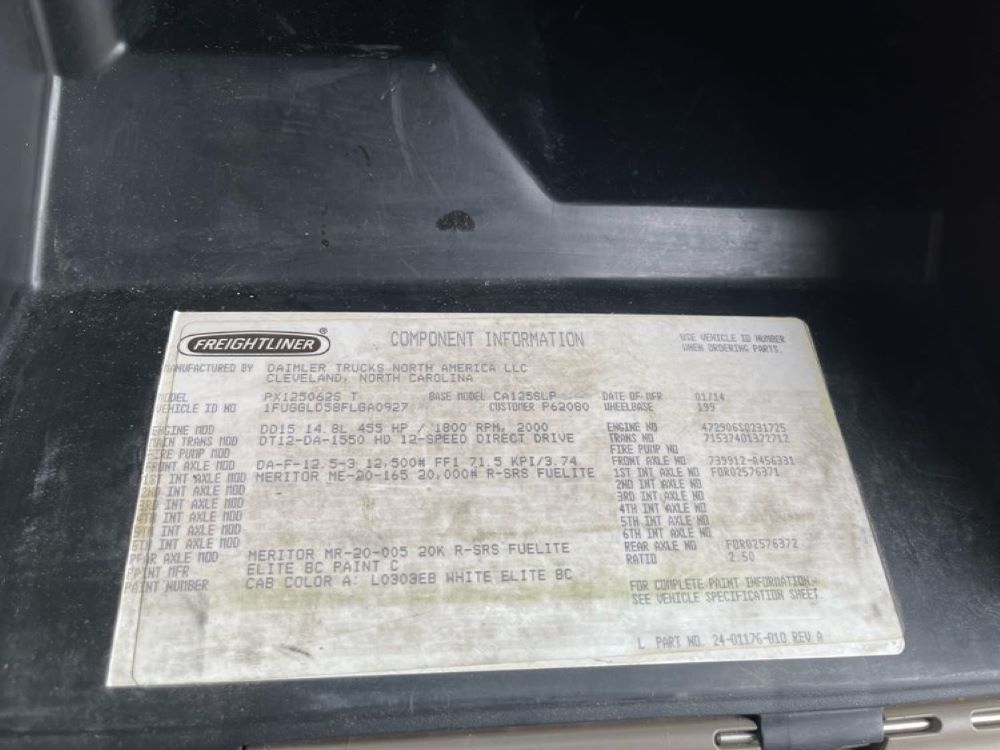 FREIGHTLINER ®
COMPONENT INFORMATION
USE VEHICLE ID NUMBER
WHEN ORDERING PARTS.
MANUFACTURED BY DAIMLER TRUCKS NORTH AMERICA LLC
CLEVELAND, NORTH CAROLINA
MODEL PX125062S T BASE MODEL CA125SLP DATE OF MFR 01/14
VEHICLE ID NO 1FUGGLD58FLGA0927 CUSTOMER P62080 WHEELBASE 199
ENGINE MOD DD15 14.8L 455 HP / 1800 RPM, 2000 ENGINE NO 472906S0231725
MAIN TRANS MOD DT12-DA-1550 HD 12-SPEED DIRECT DRIVE TRANS NO 71537401372712
FIRE PUMP MOD FIRE PUMP NO
FRONT AXLE MOD DA-F-12.5-3 12,500# FF1 71.5 KPI/3.74 FRONT AXLE NO 739912-0456331
1ST INT AXLE MOD MERITOR ME-20-165 20,000# R-SRS FUELITE 1ST INT AXLE NO FOR02576371
2ND INT AXLE MOD 2ND INT AXLE NO
3RD INT AXLE MOD 3RD INT AXLE NO
4TH INT AXLE MOD 4TH INT AXLE NO
5TH INT AXLE MOD 5TH INT AXLE NO
6TH INT AXLE MOD 6TH INT AXLE NO
REAR AXLE MOD MERITOR MR-20-005 20K R-SRS FUELITE REAR AXLE NO FOR02576372
PAINT MFR ELITE BC PAINT C RATIO 2.50
PAINT NUMBER CAB COLOR A: L0303EB WHITE ELITE BC
FOR COMPLETE PAINT INFORMATION-
SEE VEHICLE SPECIFICATION SHEET
L PART NO. 24-01176-010 REV A